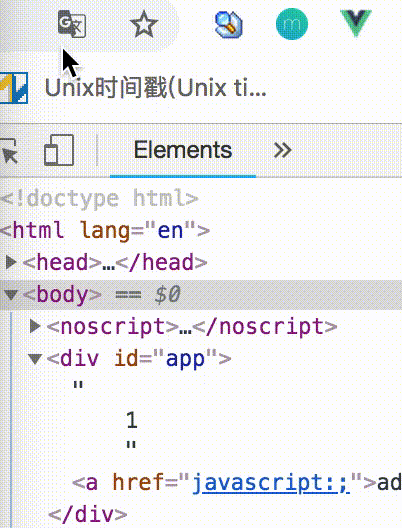 m
Unix时间戳(Unix ti...
Elements
<!doctype html>
<html lang="en">
<head>…</head>
<body> == $0
<noscript>…</noscript>
<div id="app">
"
1
"
<a href="javascript:;">ad
</div>